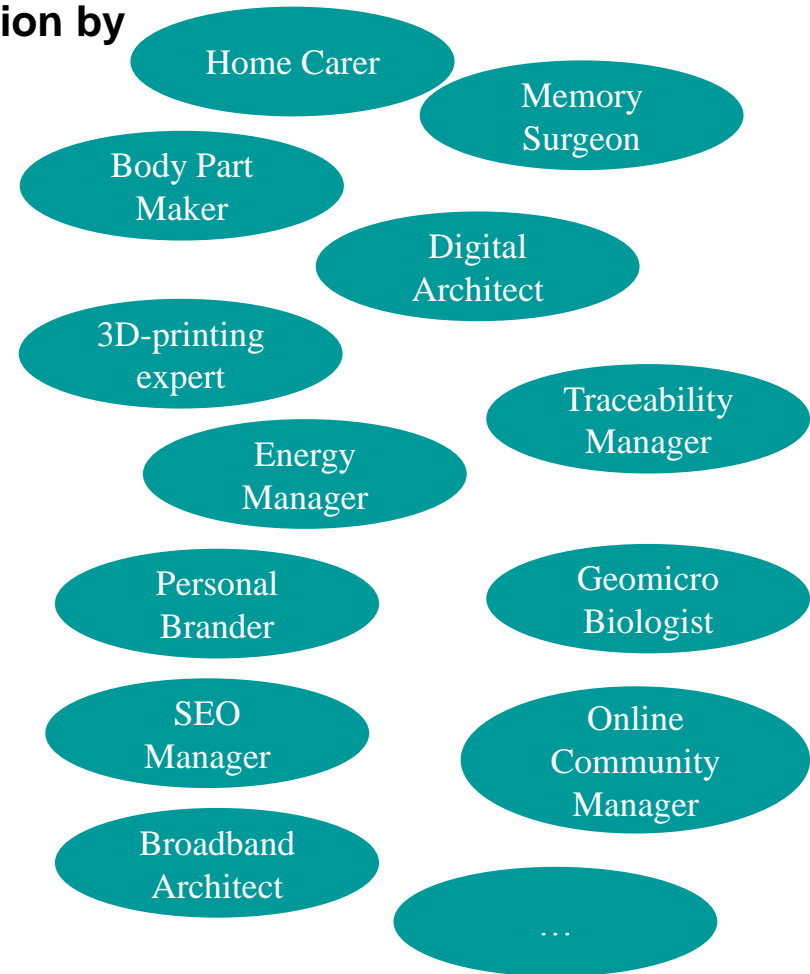 ion by
Home Carer
Memory
Surgeon
Body Part
Maker
Digital
Architect
3D-printing
expert
Traceability
Manager
Energy
Manager
Personal
Brander
Geomicro
Biologist
SEO
Manager
Online
Community
Manager
Broadband
Architect
…